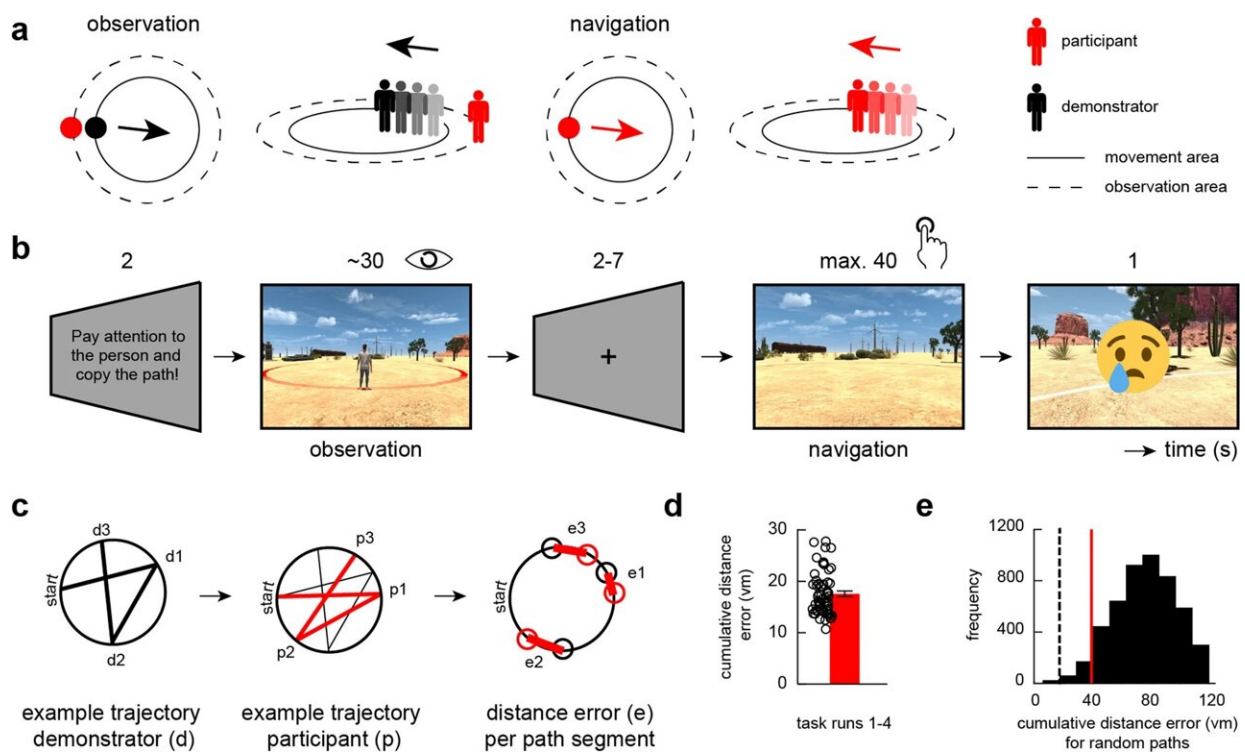 a
observation
navigation
participant
demonstrator
movement area
observation area
b
2
~30
2-7
max. 40
1
Pay attention to
the person and
copy the path!
+
observation
navigation
time (s)
c
d3
d1
start
d2
p3
start
p1
p2
e3
start
e1
e2
example trajectory
demonstrator (d)
example trajectory
participant (p)
distance error (e)
per path segment
d
cumulative distance
error (vm)
30
20
10
0
task runs 1-4
e
frequency
1200
800
400
0
0
40
80
120
cumulative distance error (vm)
for random paths